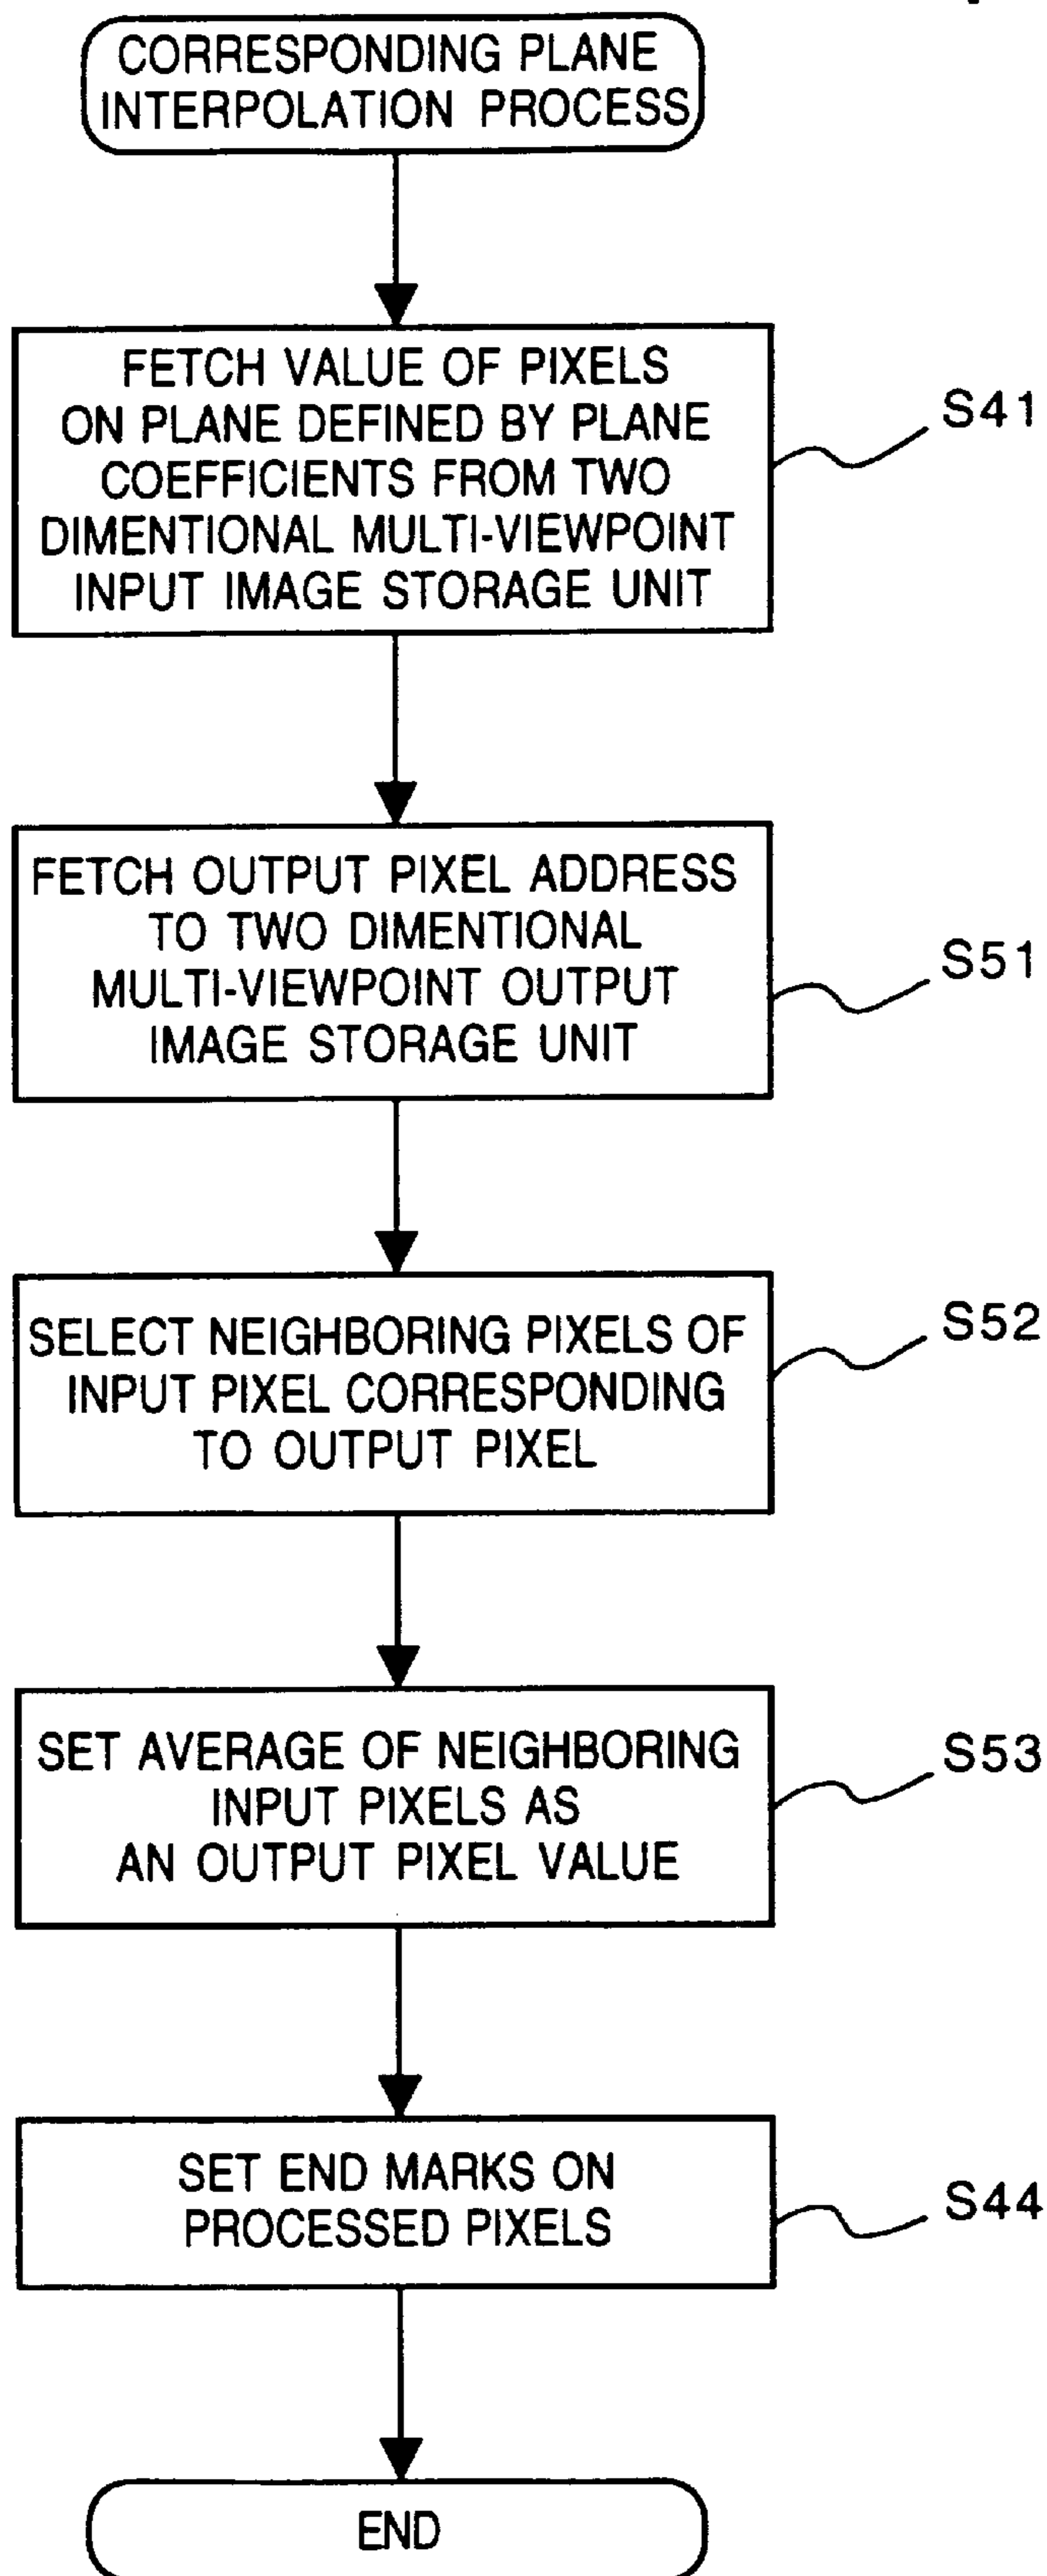 CORRESPONDING PLANE
INTERPOLATION PROCESS
FETCH VALUE OF PIXELS
ON PLANE DEFINED BY PLANE
COEFFICIENTS FROM TWO
DIMENTIONAL MULTI-VIEWPOINT
INPUT IMAGE STORAGE UNIT
S41
FETCH OUTPUT PIXEL ADDRESS
TO TWO DIMENTIONAL
MULTI-VIEWPOINT OUTPUT
IMAGE STORAGE UNIT
S51
SELECT NEIGHBORING PIXELS OF
INPUT PIXEL CORRESPONDING
TO OUTPUT PIXEL
S52
SET AVERAGE OF NEIGHBORING
INPUT PIXELS AS
AN OUTPUT PIXEL VALUE
S53
SET END MARKS ON
PROCESSED PIXELS
S44
END